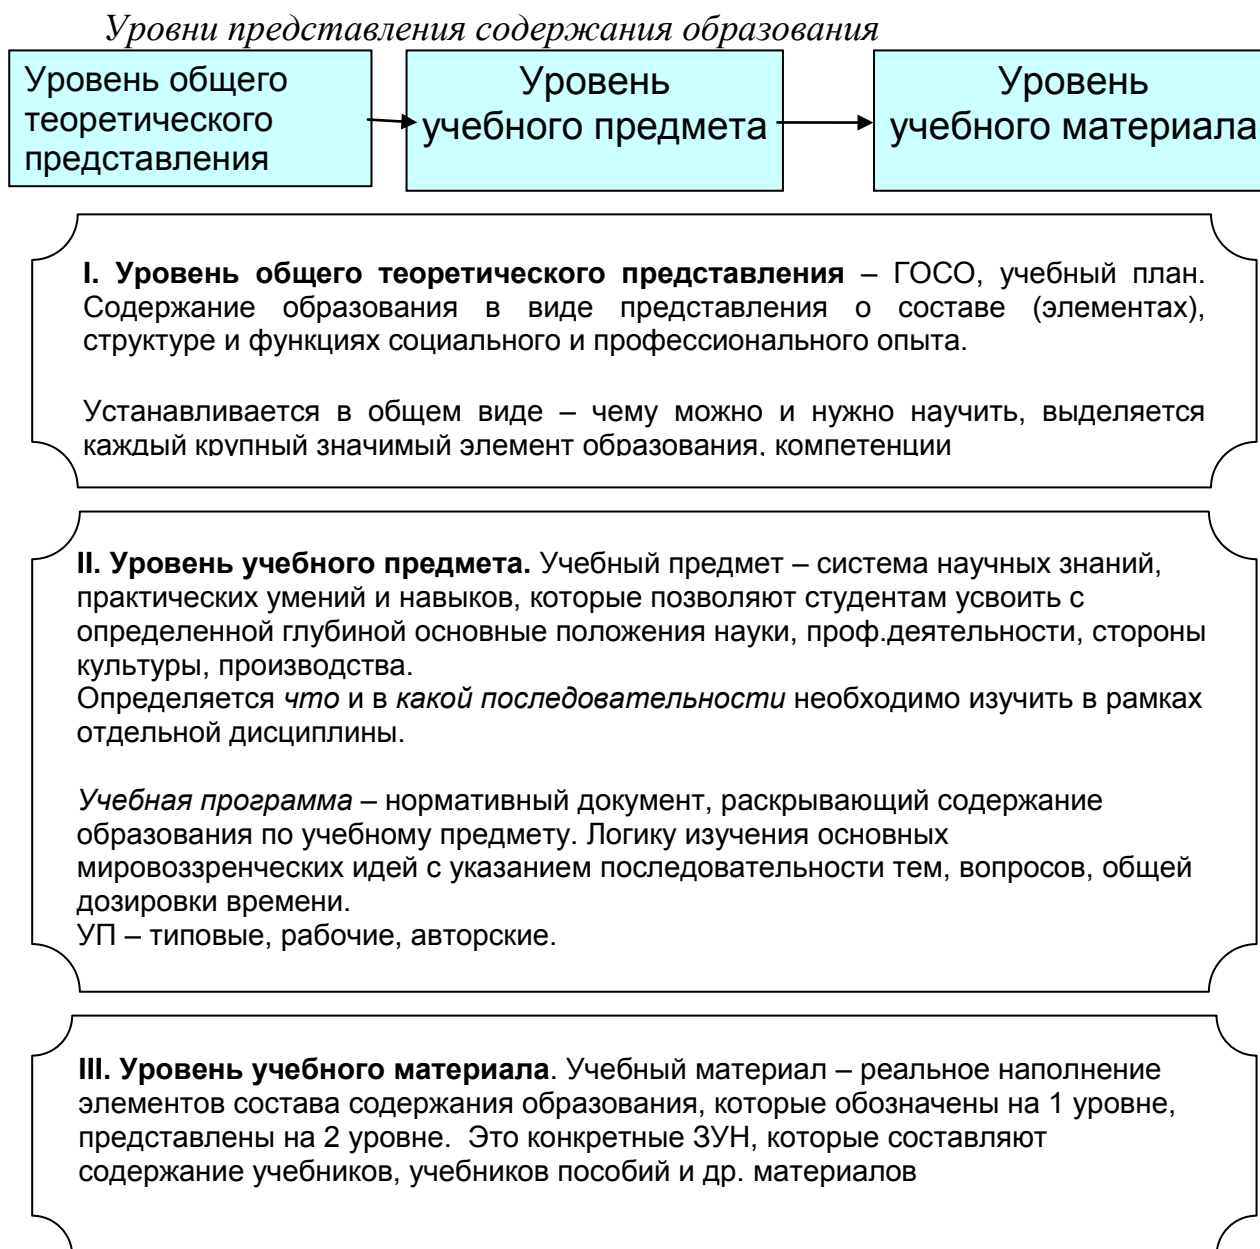 Уровни представления содержания образования
Уровень общего
теоретического
представления
Уровень
учебного предмета
Уровень
учебного материала
I. Уровень общего теоретического представления – ГОСО, учебный план.
Содержание образования в виде представления о составе (элементах),
структуре и функциях социального и профессионального опыта.
Устанавливается в общем виде – чему можно и нужно научить, выделяется
каждый крупный значимый элемент образования, компетенции
II. Уровень учебного предмета. Учебный предмет – система научных знаний,
практических умений и навыков, которые позволяют студентам усвоить с
определенной глубиной основные положения науки, проф.деятельности, стороны
культуры, производства.
Определяется что и в какой последовательности необходимо изучить в рамках
отдельной дисциплины.
Учебная программа – нормативный документ, раскрывающий содержание
образования по учебному предмету. Логику изучения основных
мировоззренческих идей с указанием последовательности тем, вопросов, общей
дозировки времени.
УП – типовые, рабочие, авторские.
III. Уровень учебного материала. Учебный материал – реальное наполнение
элементов состава содержания образования, которые обозначены на 1 уровне,
представлены на 2 уровне. Это конкретные ЗУН, которые составляют
содержание учебников, учебников пособий и др. материалов